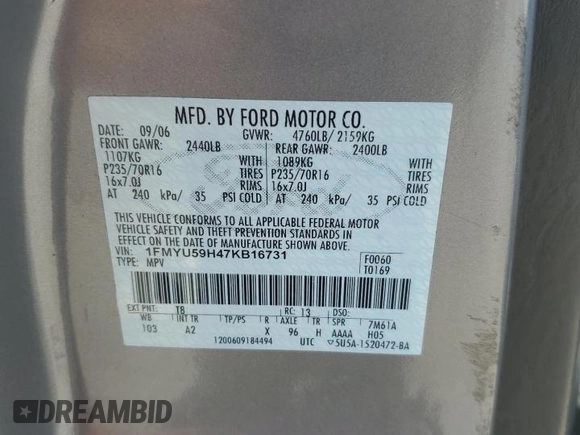 MFD. BY FORD MOTOR CO.
DATE: 09/06 GVWR: 4760LB/ 2159KG
FRONT GAWR: 2440LB REAR GAWR: 2400LB
1107KG WITH 1089KG WITH
P235/70R16 TIRES P235/70R16 TIRES
16x7.0J RIMS 16x7.0J RIMS
AT 240 kPa/ 35 PSI COLD AT 240 kPa/ 35 PSI COLD
THIS VEHICLE CONFORMS TO ALL APPLICABLE FEDERAL MOTOR
VEHICLE SAFETY AND THEFT PREVENTION STANDARDS IN
EFFECT ON THE DATE OF MANUFACTURE SHOWN ABOVE.
VIN: 1FMYU59H47KB16731 F0060
TYPE: MPV T0169
EXT PNT: T8 RC: 13 7M61A
WB INT TR TP/PS R AXLE TR SPR H05
103 A2 X 96 H AAAA
1200609184494 UTC ▽5U5A-1520472-BA
DREAMBID